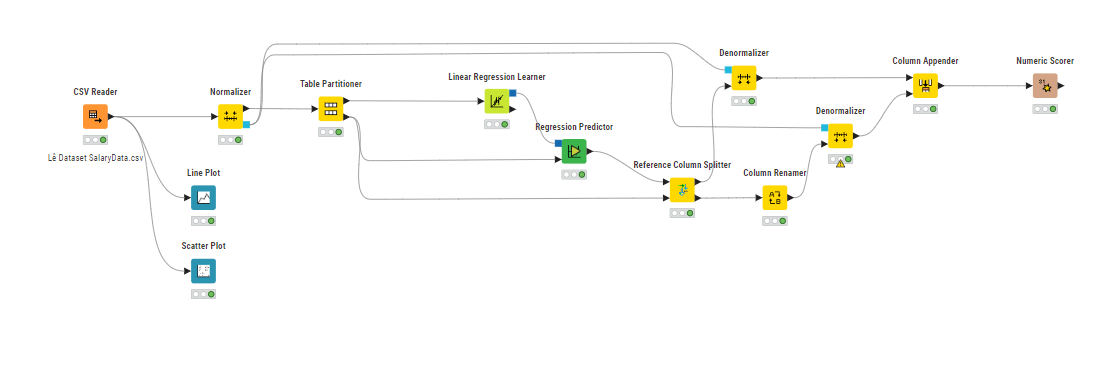 Denormalizer
Column Appender
Numeric Scorer
Linear Regression Learner
Table Partitioner
CSV Reader
Normalizer
Denormalizer
Regression Predictor
Lê Dataset SalaryData.csv
Reference Column Splitter
Line Plot
Column Renamer
Scatter Plot